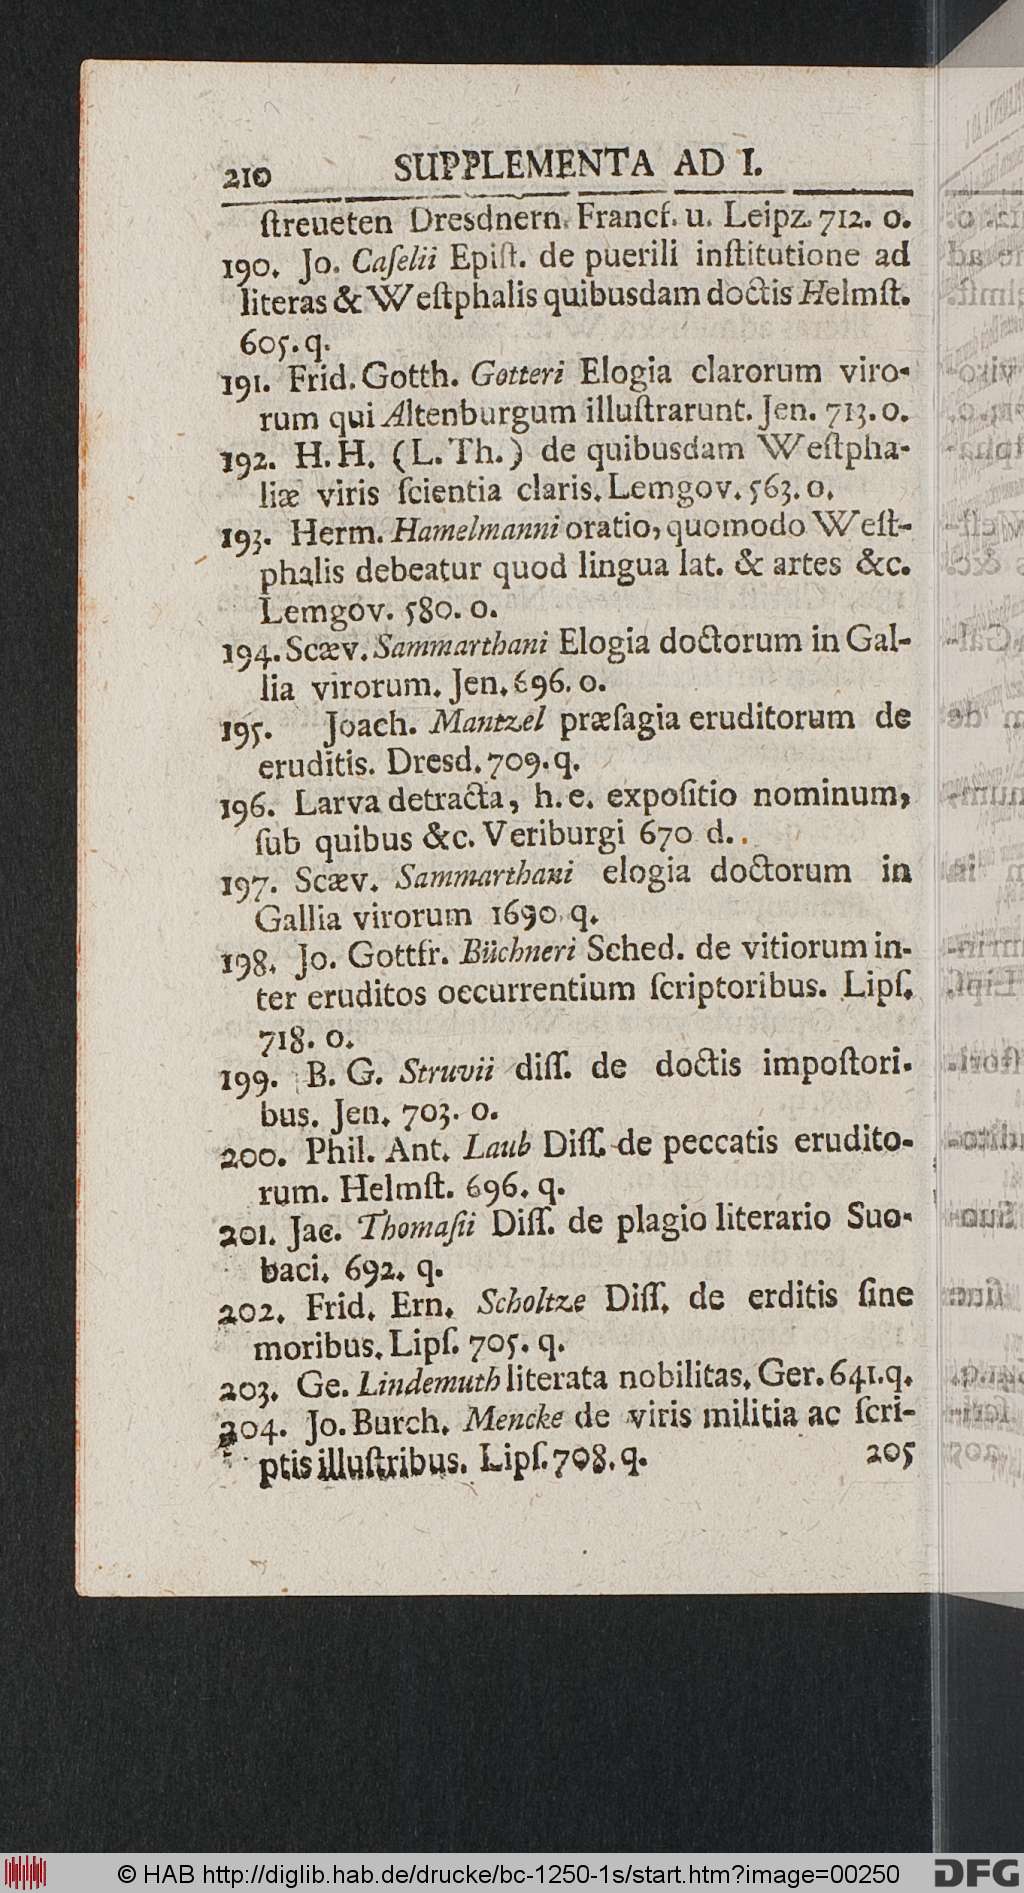 210 SUPPLEMENTA AD I.
ſtreueten Dresdnern. Francf. u. Leipz. 712. o.
190. Jo. Caſelii Epiſt. de puerili inſtitutione ad
literas & Weſtphalis quibusdam doctis Helmſt.
605. q.
191. Frid. Gotth. Gotteri Elogia clarorum viro-
rum qui Altenburgum illuſtrarunt. Jen. 713. o.
192. H. H. (L. Th.) de quibusdam Weſtpha-
liæ viris ſcientia claris. Lemgov. 563. o.
193. Herm. Hamelmanni oratio, quomodo Weſt-
phalis debeatur quod lingua lat. & artes &c.
Lemgov. 580. o.
194. Scæv. Sammarthani Elogia doctorum in Gal-
lia virorum. Jen. 696. o.
195. Joach. Mantzel præſagia eruditorum de
eruditis. Dresd. 709. q.
196. Larva detracta, h. e. expoſitio nominum,
ſub quibus &c. Veriburgi 670 d.
197. Scæv. Sammarthani elogia doctorum in
Gallia virorum 1690. q.
198. Jo. Gottfr. Büchneri Sched. de vitiorum in-
ter eruditos occurrentium ſcriptoribus. Lipſ.
718. o.
199. B. G. Struvii diſſ. de doctis impoſtori-
bus. Jen. 703. o.
200. Phil. Ant. Laub Diſſ. de peccatis erudito-
rum. Helmſt. 696. q.
201. Jac. Thomaſii Diſſ. de plagio literario Suo-
baci. 692. q.
202. Frid. Ern. Scholtze Diſſ. de erditis ſine
moribus. Lipſ. 705. q.
203. Ge. Lindemuth literata nobilitas. Ger. 641. q.
204. Jo. Burch. Mencke de viris militia ac ſcri-
ptis illuſtribus. Lipſ. 708. q. 205
© HAB http://diglib.hab.de/drucke/bc-1250-1s/start.htm?image=00250 DFG